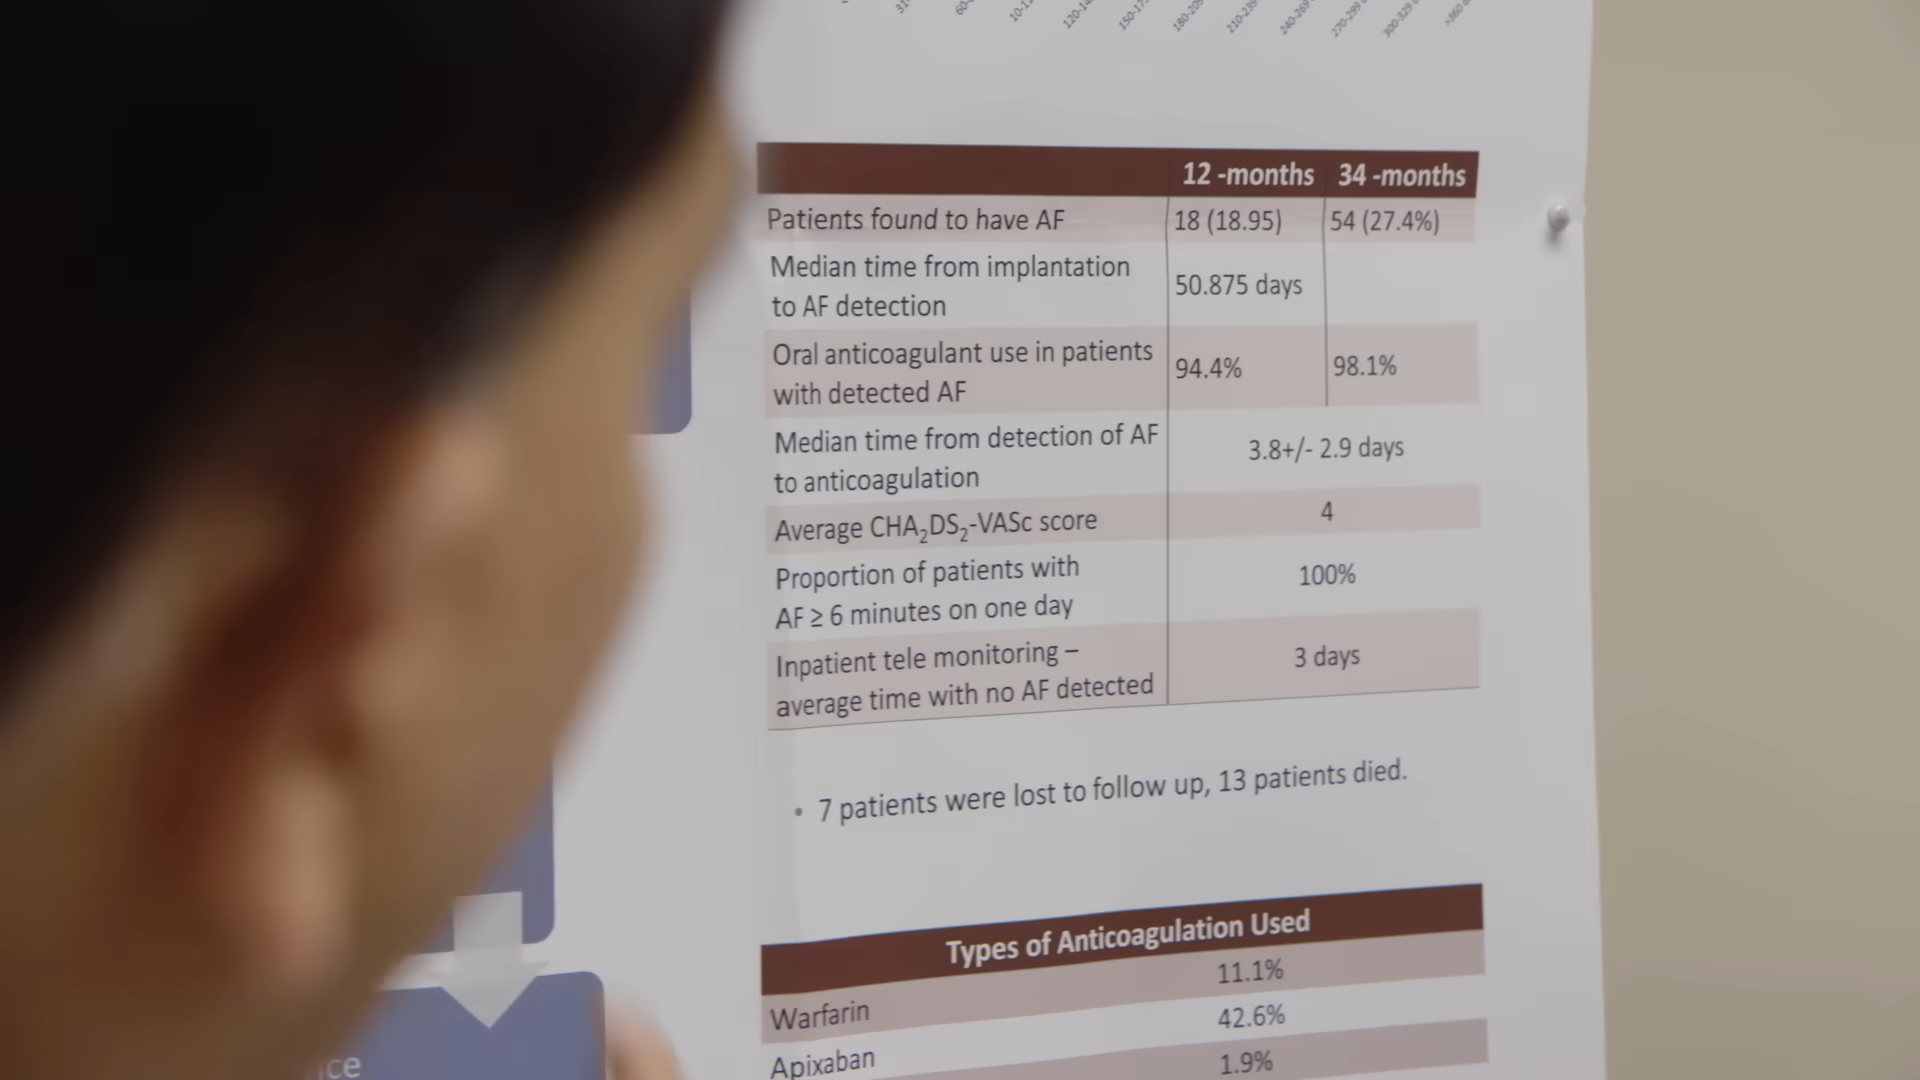 180-209
210-239
12 -months 34 -months
Patients found to have AF 18 (18.95) 54 (27.4%)
Median time from implantation
to AF detection 50.875 days
Oral anticoagulant use in patients
with detected AF 94.4% 98.1%
Median time from detection of AF
to anticoagulation 3.8+/- 2.9 days
Average CHA₂DS₂-VASc score 4
Proportion of patients with
AF ≥ 6 minutes on one day 100%
Inpatient tele monitoring –
average time with no AF detected 3 days
• 7 patients were lost to follow up, 13 patients died.
Types of Anticoagulation Used
Warfarin 11.1%
Apixaban 42.6%
1.9%